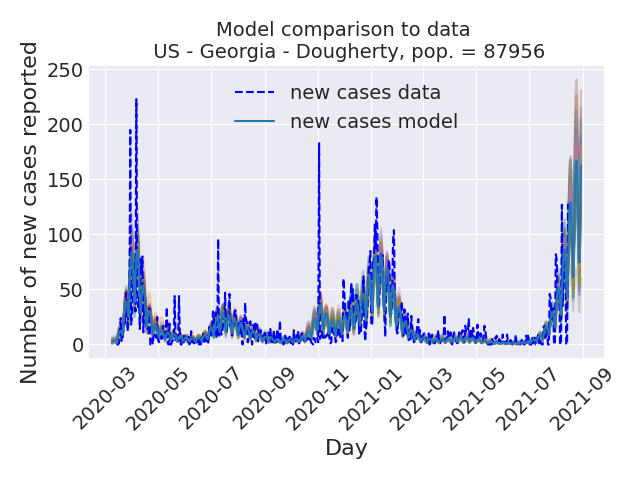 Model comparison to data
US - Georgia - Dougherty, pop. = 87956
Number of new cases reported
250
200
150
100
50
0
new cases data
new cases model
2020-03
2020-05
2020-07
2020-09
2020-11
2021-01
2021-03
2021-05
2021-07
2021-09
Day